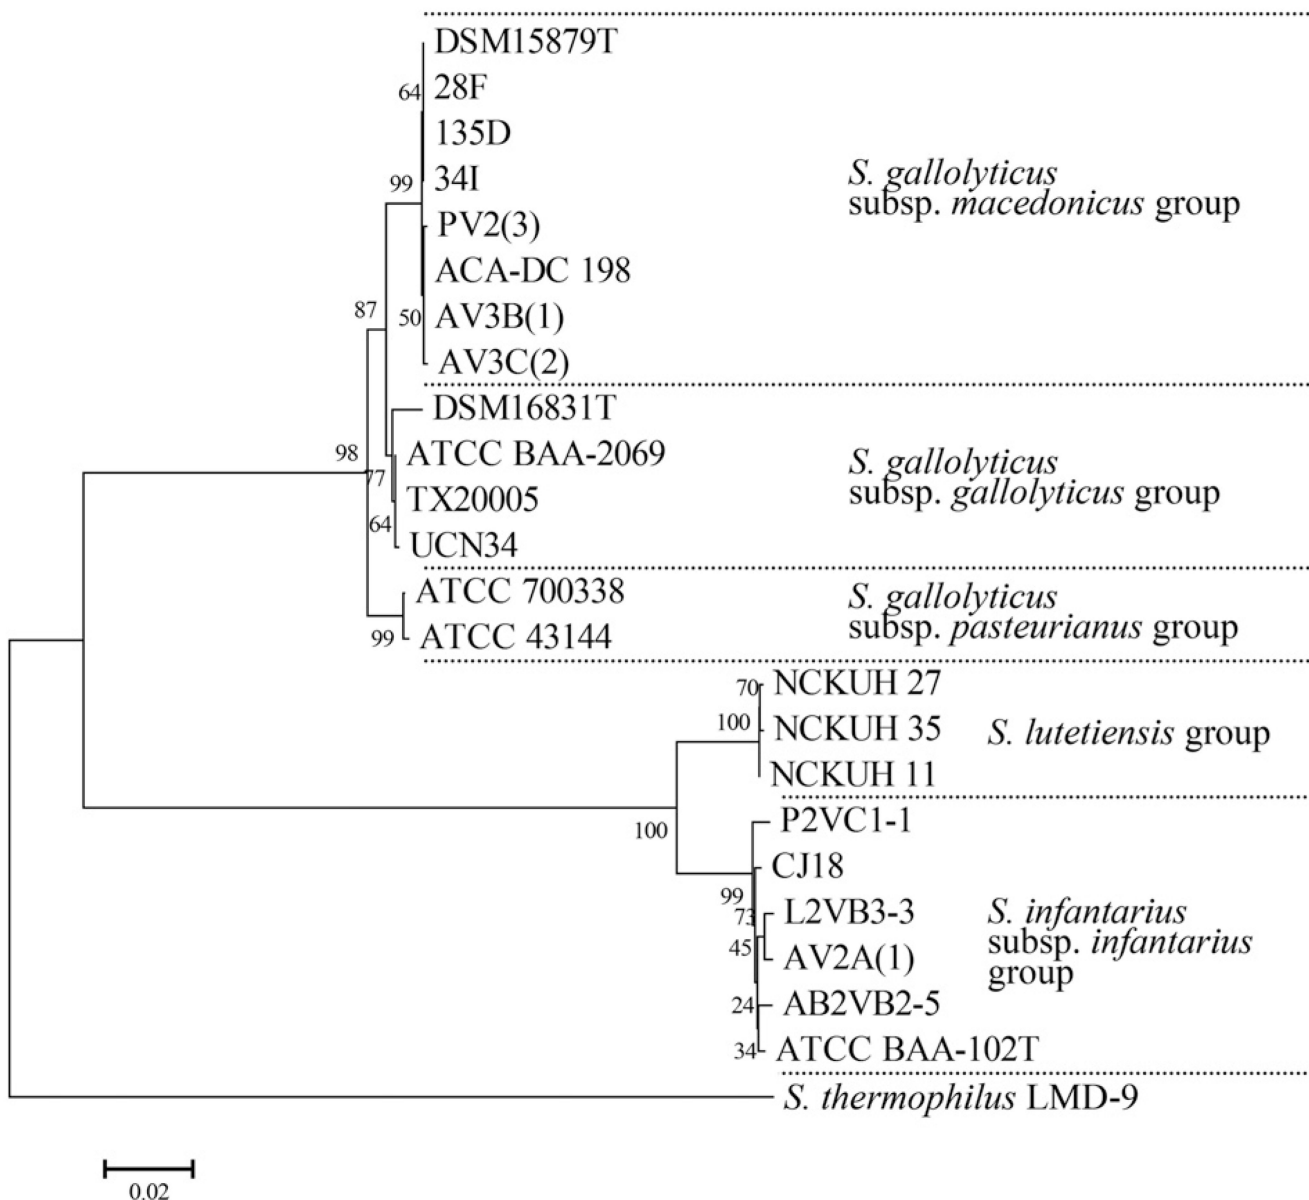 DSM15879T
64
28F
135D
99
34I
S. gallolyticus
subsp. macedonicus group
PV2(3)
ACA-DC 198
87
50
AV3B(1)
AV3C(2)
DSM16831T
98
ATCC BAA-2069
77
TX20005
64
UCN34
S. gallolyticus
subsp. gallolyticus group
ATCC 700338
99
ATCC 43144
S. gallolyticus
subsp. pasteurianus group
70
NCKUH 27
100
NCKUH 35
NCKUH 11
S. lutetiensis group
100
P2VC1-1
CJ18
99
73
L2VB3-3
45
AV2A(1)
24
AB2VB2-5
34
ATCC BAA-102T
S. infantarius
subsp. infantarius
group
S. thermophilus LMD-9
0.02